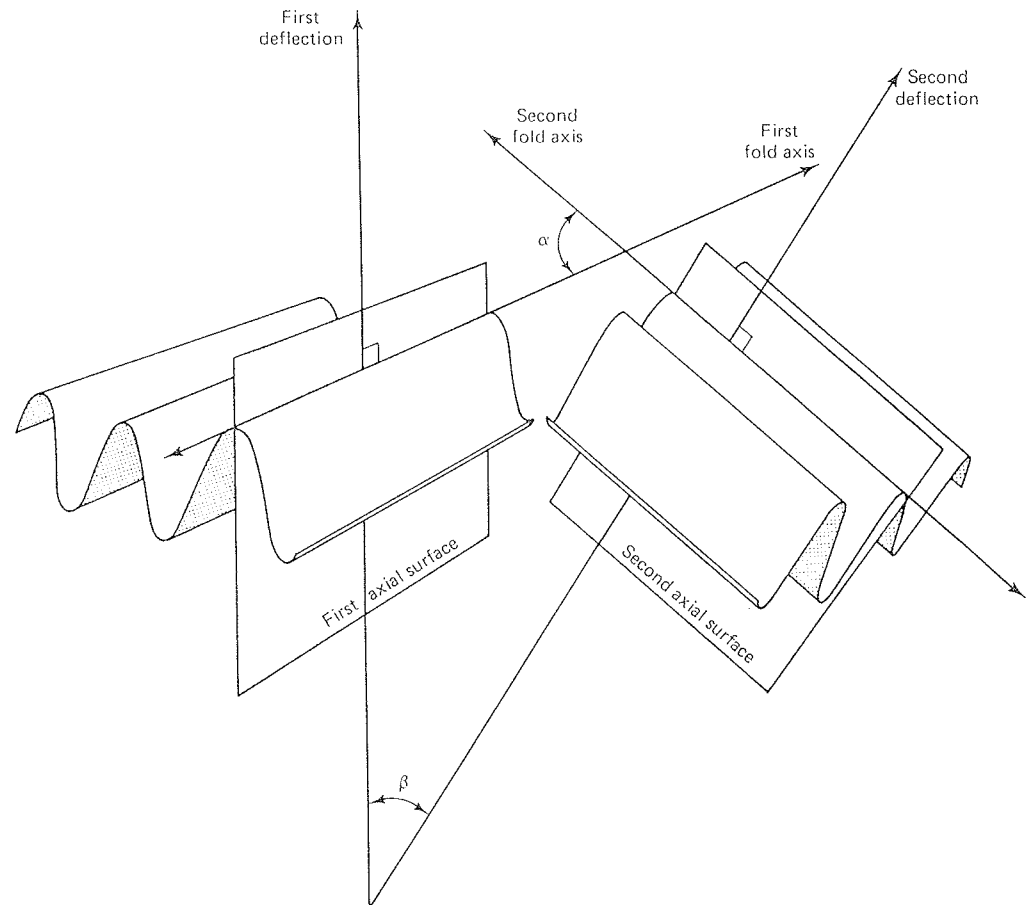 First
deflection
Second
deflection
Second
fold axis
First
fold axis
α
First axial surface
Second axial surface
β